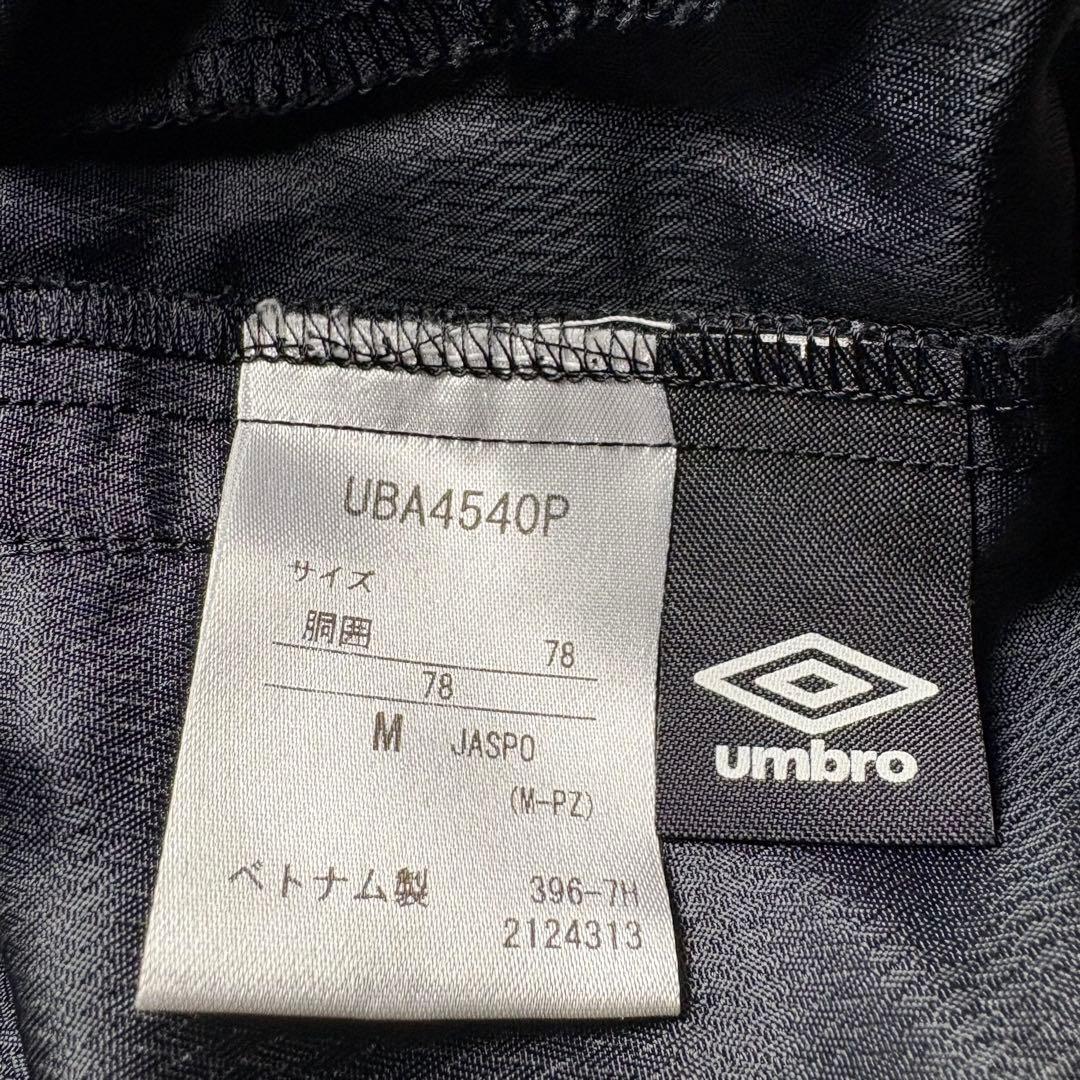 UBA4540P
サイズ
胴囲 78
78
M JASPO
(M-PZ)
ベトナム製 396-7H
2124313
umbro